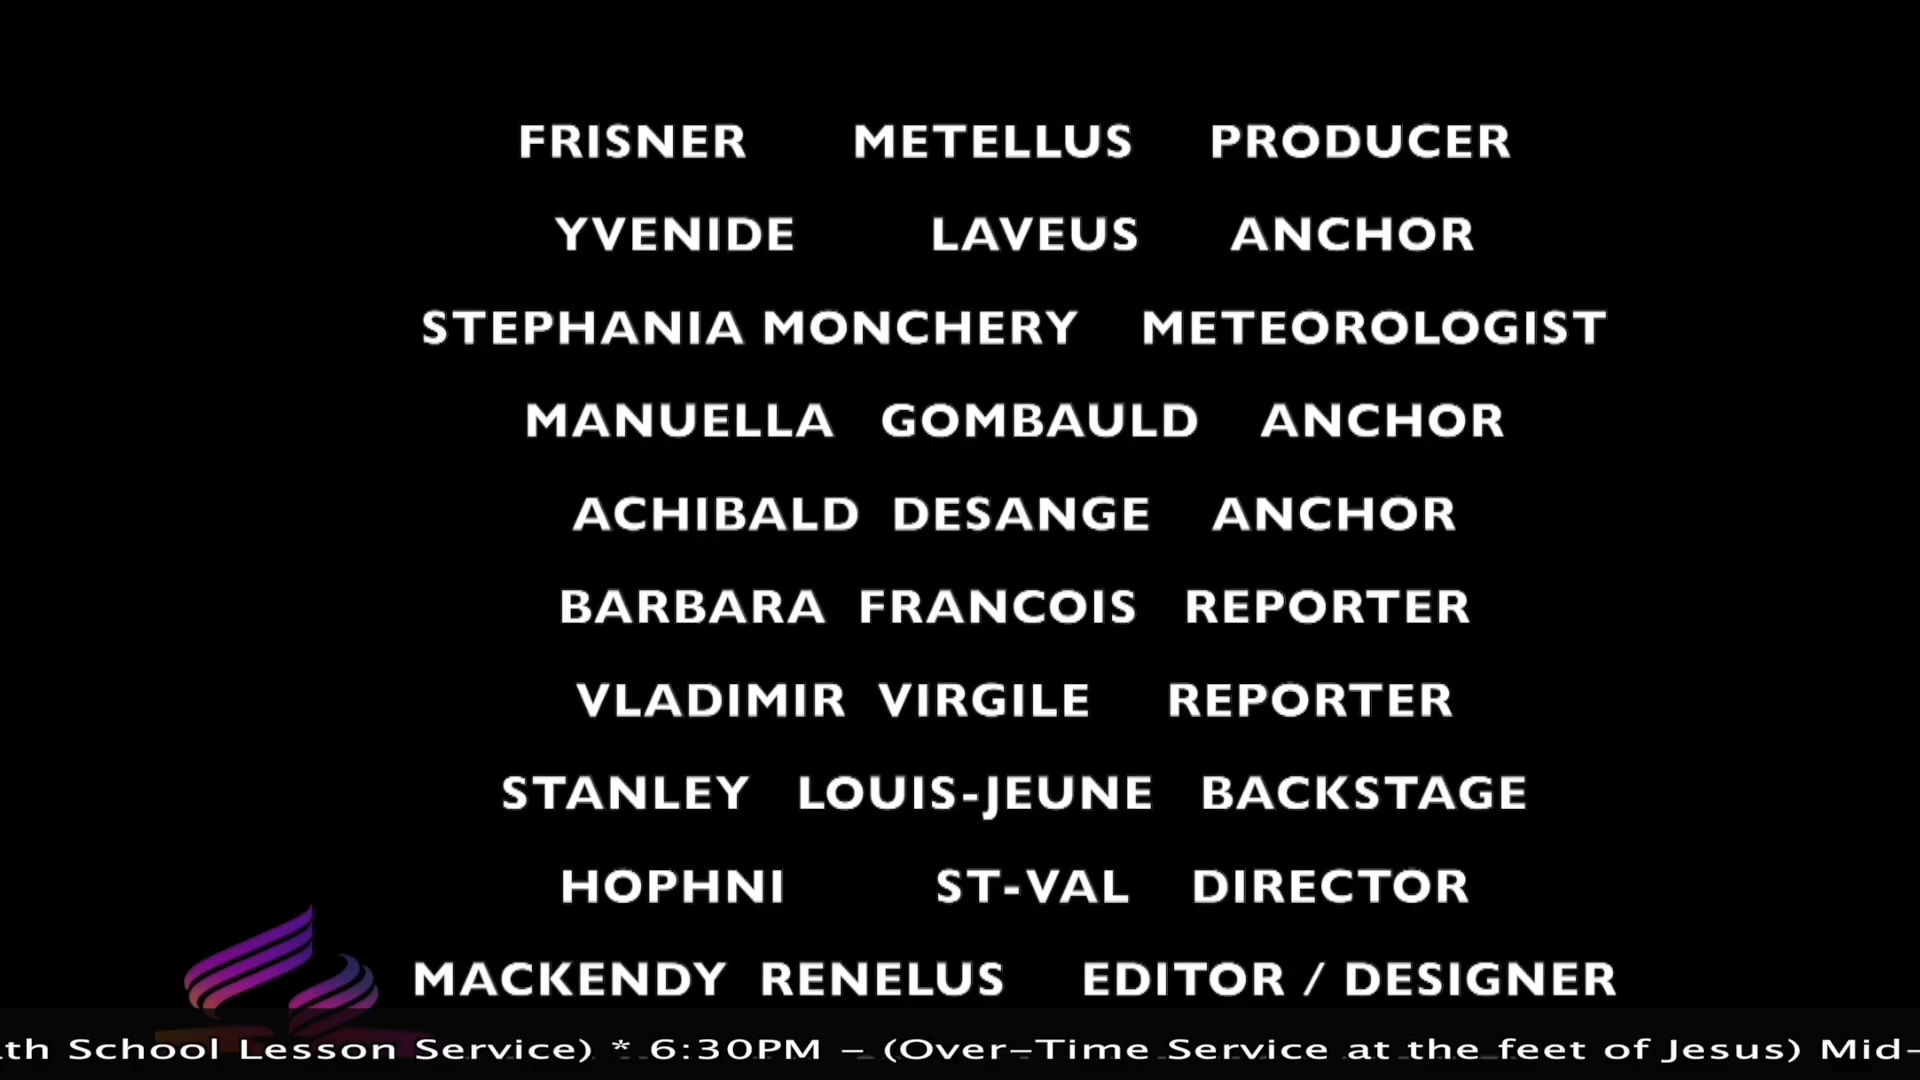 FRISNER METELLUS PRODUCER
YVENIDE LAVEUS ANCHOR
STEPHANIA MONCHERY METEOROLOGIST
MANUELLA GOMBAULD ANCHOR
ACHIBALD DESANGE ANCHOR
BARBARA FRANCOIS REPORTER
VLADIMIR VIRGILE REPORTER
STANLEY LOUIS-JEUNE BACKSTAGE
HOPHNI ST-VAL DIRECTOR
MACKENDY RENELUS EDITOR / DESIGNER
th School Lesson Service) * 6:30PM – (Over–Time Service at the feet of Jesus) Mid–